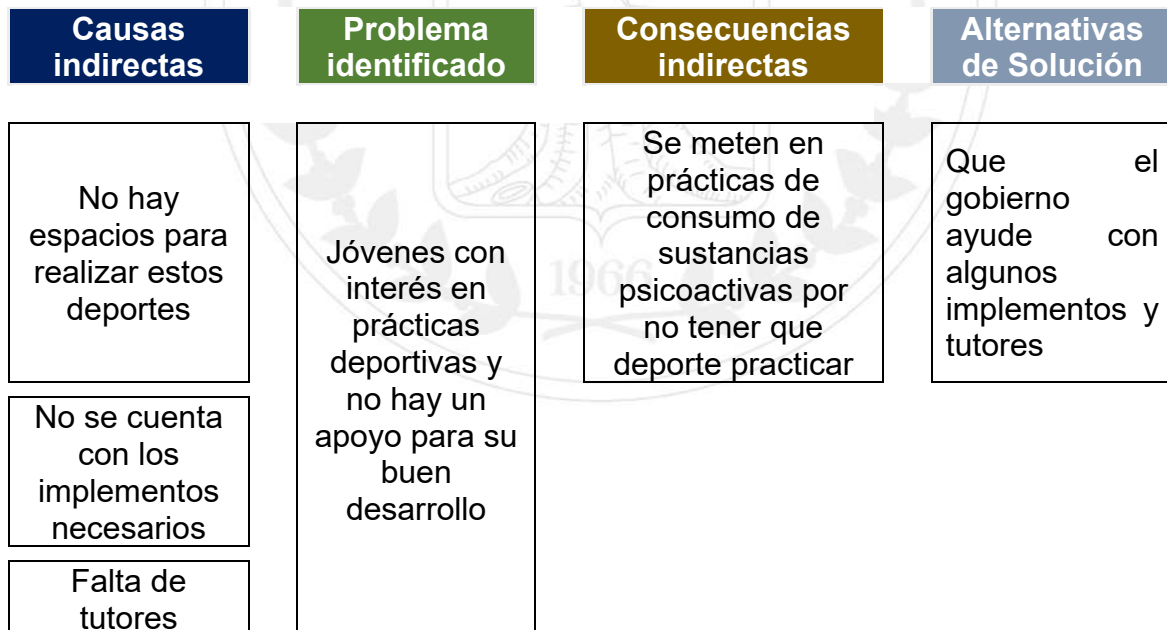 Causas
indirectas
Problema
identificado
Consecuencias
indirectas
Alternativas
de Solución
No hay
espacios para
realizar estos
deportes
No se cuenta
con los
implementos
necesarios
Falta de
tutores
Jóvenes con
interés en
prácticas
deportivas y
no hay un
apoyo para su
buen
desarrollo
Se meten en
prácticas de
consumo de
sustancias
psicoactivas por
no tener que
deporte practicar
Que el
gobierno
ayude con
algunos
implementos y
tutores
1966